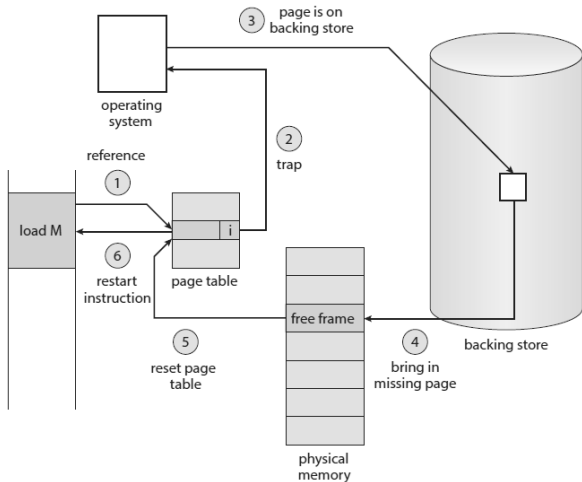 3
page is on
backing store
operating
system
2
trap
reference
1
load M
i
6
restart
instruction
page table
free frame
5
reset page
table
4
bring in
missing page
backing store
physical
memory